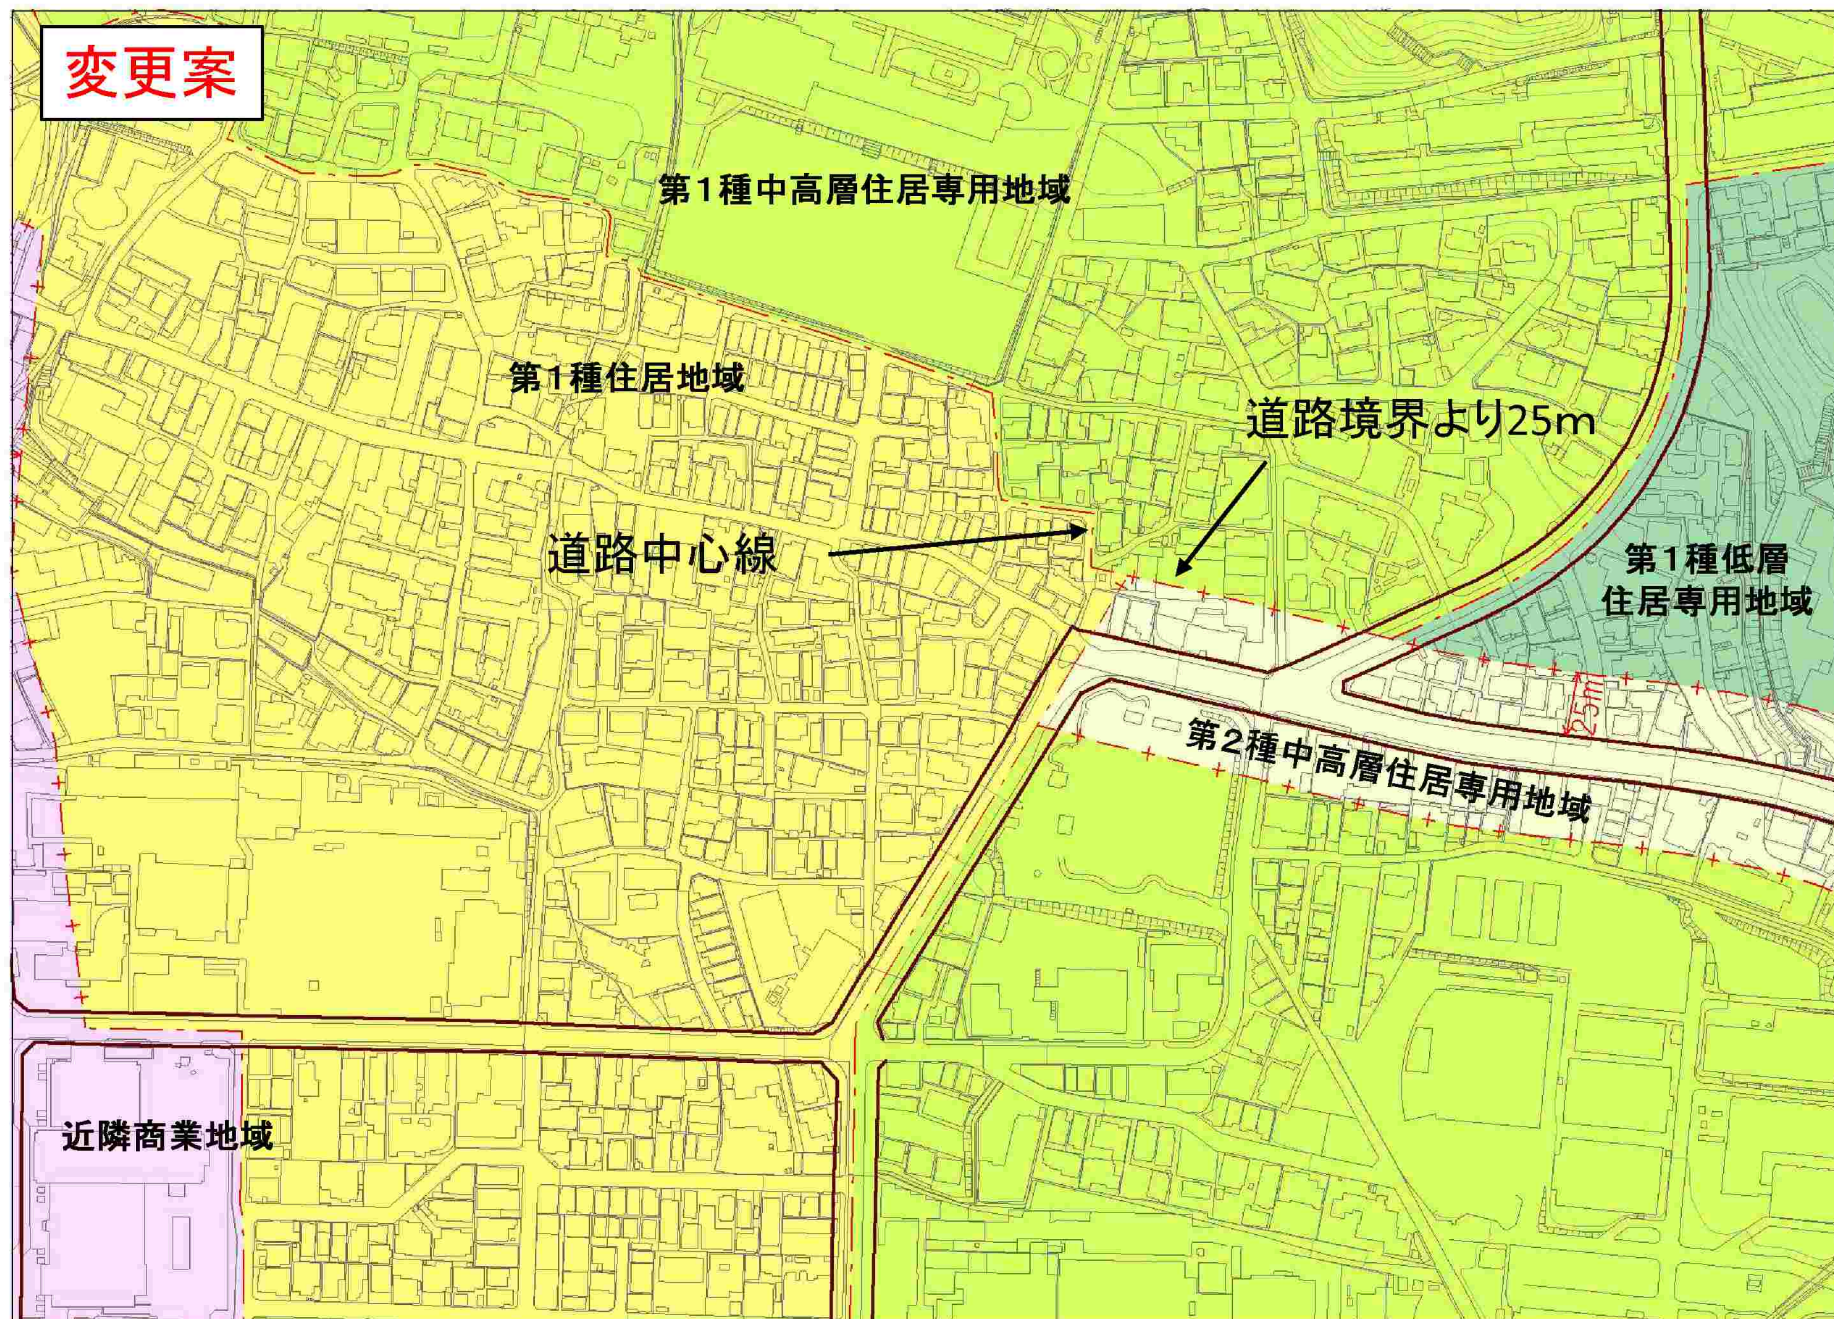 変更案
第1種中高層住居専用地域
第1種住居地域
道路境界より25m
道路中心線
第1種低層
住居専用地域
25m
第2種中高層住居専用地域
近隣商業地域